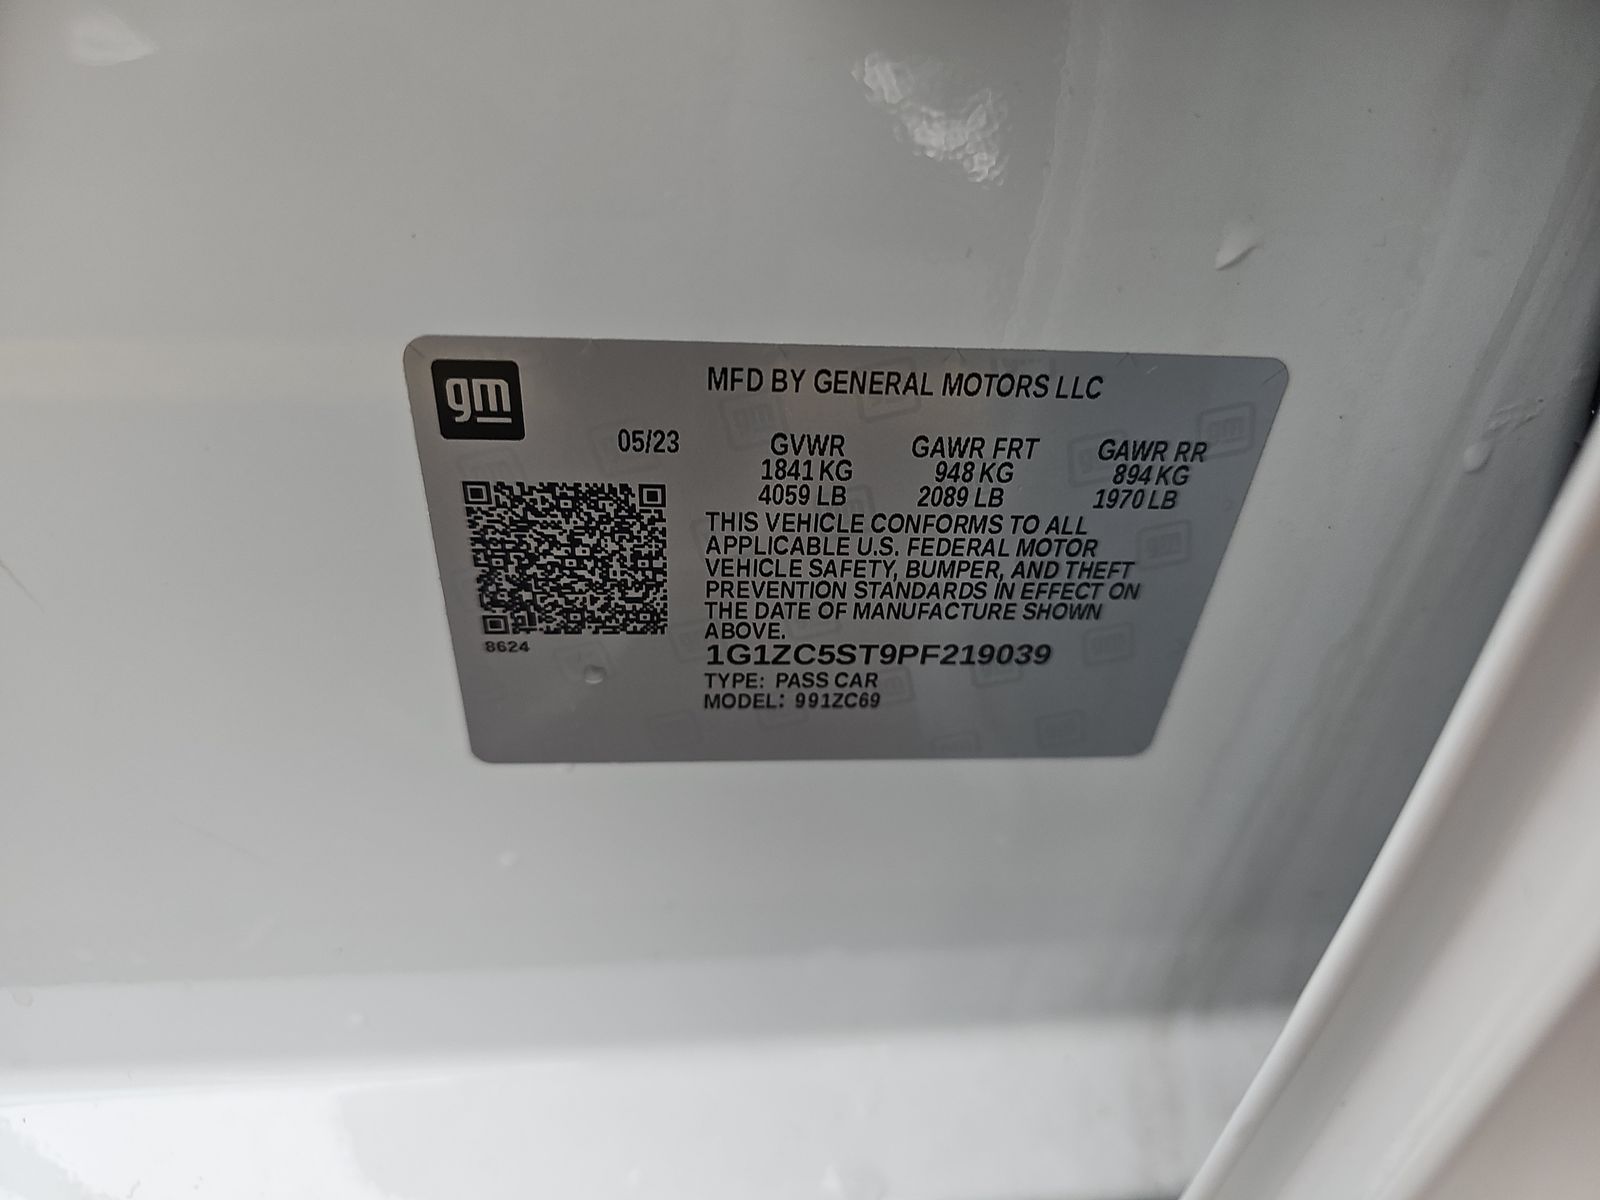 gm
MFD BY GENERAL MOTORS LLC
05/23 GVWR GAWR FRT GAWR RR
1841 KG 948 KG 894 KG
4059 LB 2089 LB 1970 LB
THIS VEHICLE CONFORMS TO ALL
APPLICABLE U.S. FEDERAL MOTOR
VEHICLE SAFETY, BUMPER, AND THEFT
PREVENTION STANDARDS IN EFFECT ON
THE DATE OF MANUFACTURE SHOWN
ABOVE.
8624
1G1ZC5ST9PF219039
TYPE: PASS CAR
MODEL: 991ZC69